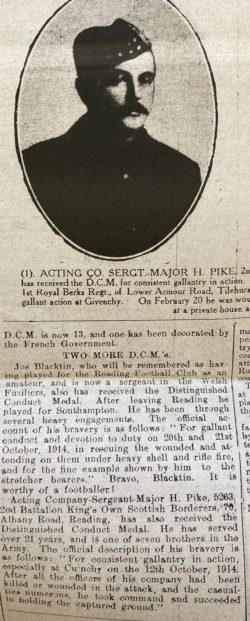 (1). ACTING CO. SERGT.-MAJOR H. PIKE, 2n
has received the D.C.M. for consistent gallantry in action.
1st Royal Berks Regt., of Lower Armour Road, Tilehurs
gallant action at Givenchy. On February 20 he was wou
at a private house, a
D.C.M. is now 13, and one has been decorated by
the French Government.
TWO MORE D.C.M.'s.
Joe Blacktin, who will be remembered as hav-
ing played for the Reading Football Club as an
amateur, and is now a sergeant in the Welsh
Fusiliers, also has received the Distinguished
Conduct Medal. After leaving Reading he
played for Southampton. He has been through
several heavy engagements. The official ac-
count of his bravery is as follows: "For gallant
conduct and devotion to duty on 20th and 21st
October, 1914, in rescuing the wounded and at-
tending on them under heavy shell and rifle fire,
and for the fine example shown by him to the
stretcher bearers." Bravo, Blacktin. It is
worthy of a footballer!
Acting Company-Sergeant-Major H. Pike, 5263,
2nd Battalion King's Own Scottish Borderers, 70,
Albany Road, Reading, has also received the
Distinguished Conduct Medal. He has served
over 21 years, and is one of seven brothers in the
Army. The official description of his bravery is
as follows: "For consistent gallantry in action,
especially at Cuinchy on the 12th October, 1914.
After all the officers of his company had been
killed or wounded in the attack, and the casual-
ties numerous, he took command and succeeded
in holding the captured ground."